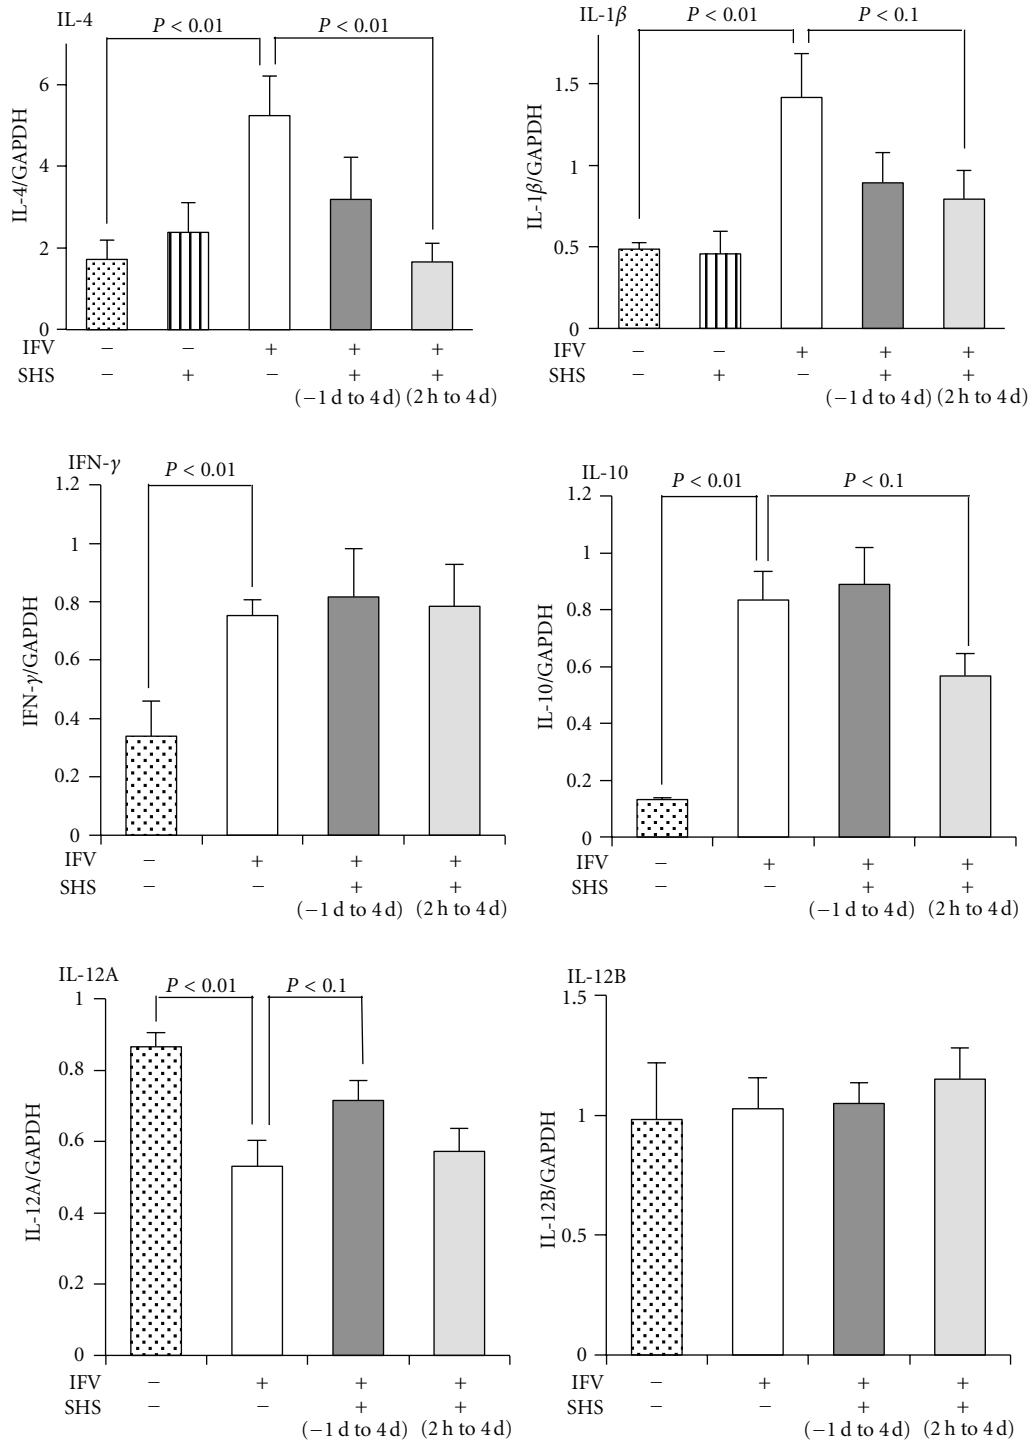 IL-4
P < 0.01
P < 0.01
6
4
2
0
IL-4/GAPDH
IFV − − + + +
SHS − + − + +
(−1 d to 4 d) (2 h to 4 d)
IL-1β
P < 0.01
P < 0.1
1.5
1
0.5
0
IL-1β/GAPDH
IFV − − + + +
SHS − + − + +
(−1 d to 4 d) (2 h to 4 d)
IFN-γ
P < 0.01
1.2
1
0.8
0.6
0.4
0.2
0
IFN-γ/GAPDH
IFV − + + +
SHS − − + +
(−1 d to 4 d) (2 h to 4 d)
IL-10
P < 0.01
P < 0.1
1.2
1
0.8
0.6
0.4
0.2
0
IL-10/GAPDH
IFV − + + +
SHS − − + +
(−1 d to 4 d) (2 h to 4 d)
IL-12A
P < 0.01
P < 0.1
1
0.8
0.6
0.4
0.2
0
IL-12A/GAPDH
IFV − + + +
SHS − − + +
(−1 d to 4 d) (2 h to 4 d)
IL-12B
1.5
1
0.5
0
IL-12B/GAPDH
IFV − + + +
SHS − − + +
(−1 d to 4 d) (2 h to 4 d)